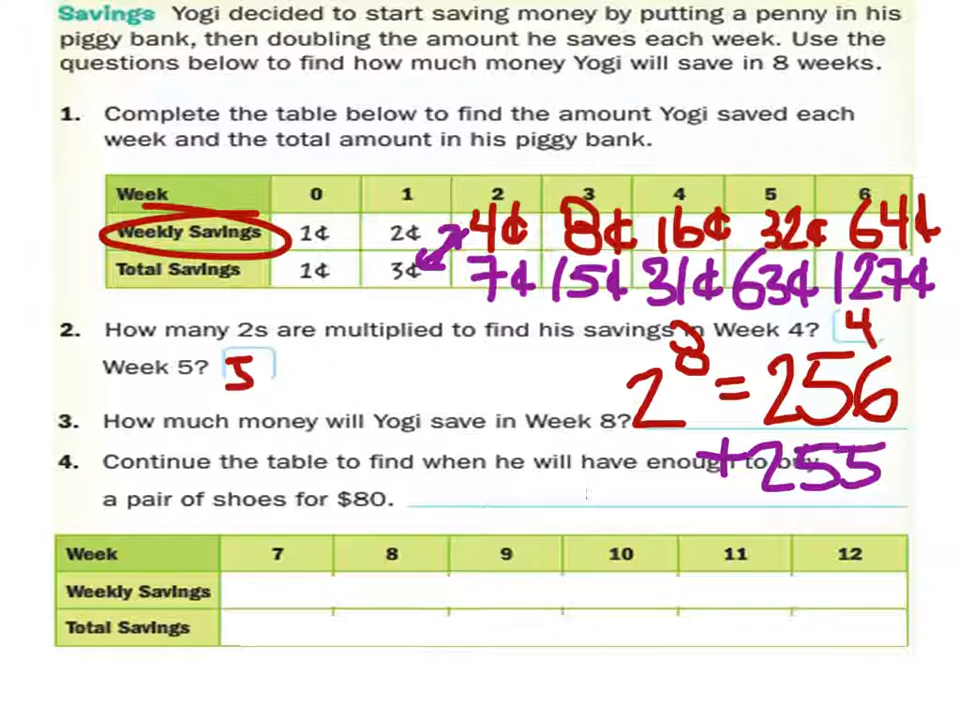 Savings Yogi decided to start saving money by putting a penny in his
piggy bank, then doubling the amount he saves each week. Use the
questions below to find how much money Yogi will save in 8 weeks.
1. Complete the table below to find the amount Yogi saved each
week and the total amount in his piggy bank.
Week 0 1 2 3 4 5 6
Weekly Savings 1¢ 2¢ 4¢ 8¢ 16¢ 32¢ 64¢
Total Savings 1¢ 3¢ 7¢ 15¢ 31¢ 63¢ 127¢
2. How many 2s are multiplied to find his savings in Week 4? 4
Week 5? 5
2⁸ = 256
3. How much money will Yogi save in Week 8?
+255
4. Continue the table to find when he will have enough to buy
a pair of shoes for $80.
Week 7 8 9 10 11 12
Weekly Savings
Total Savings